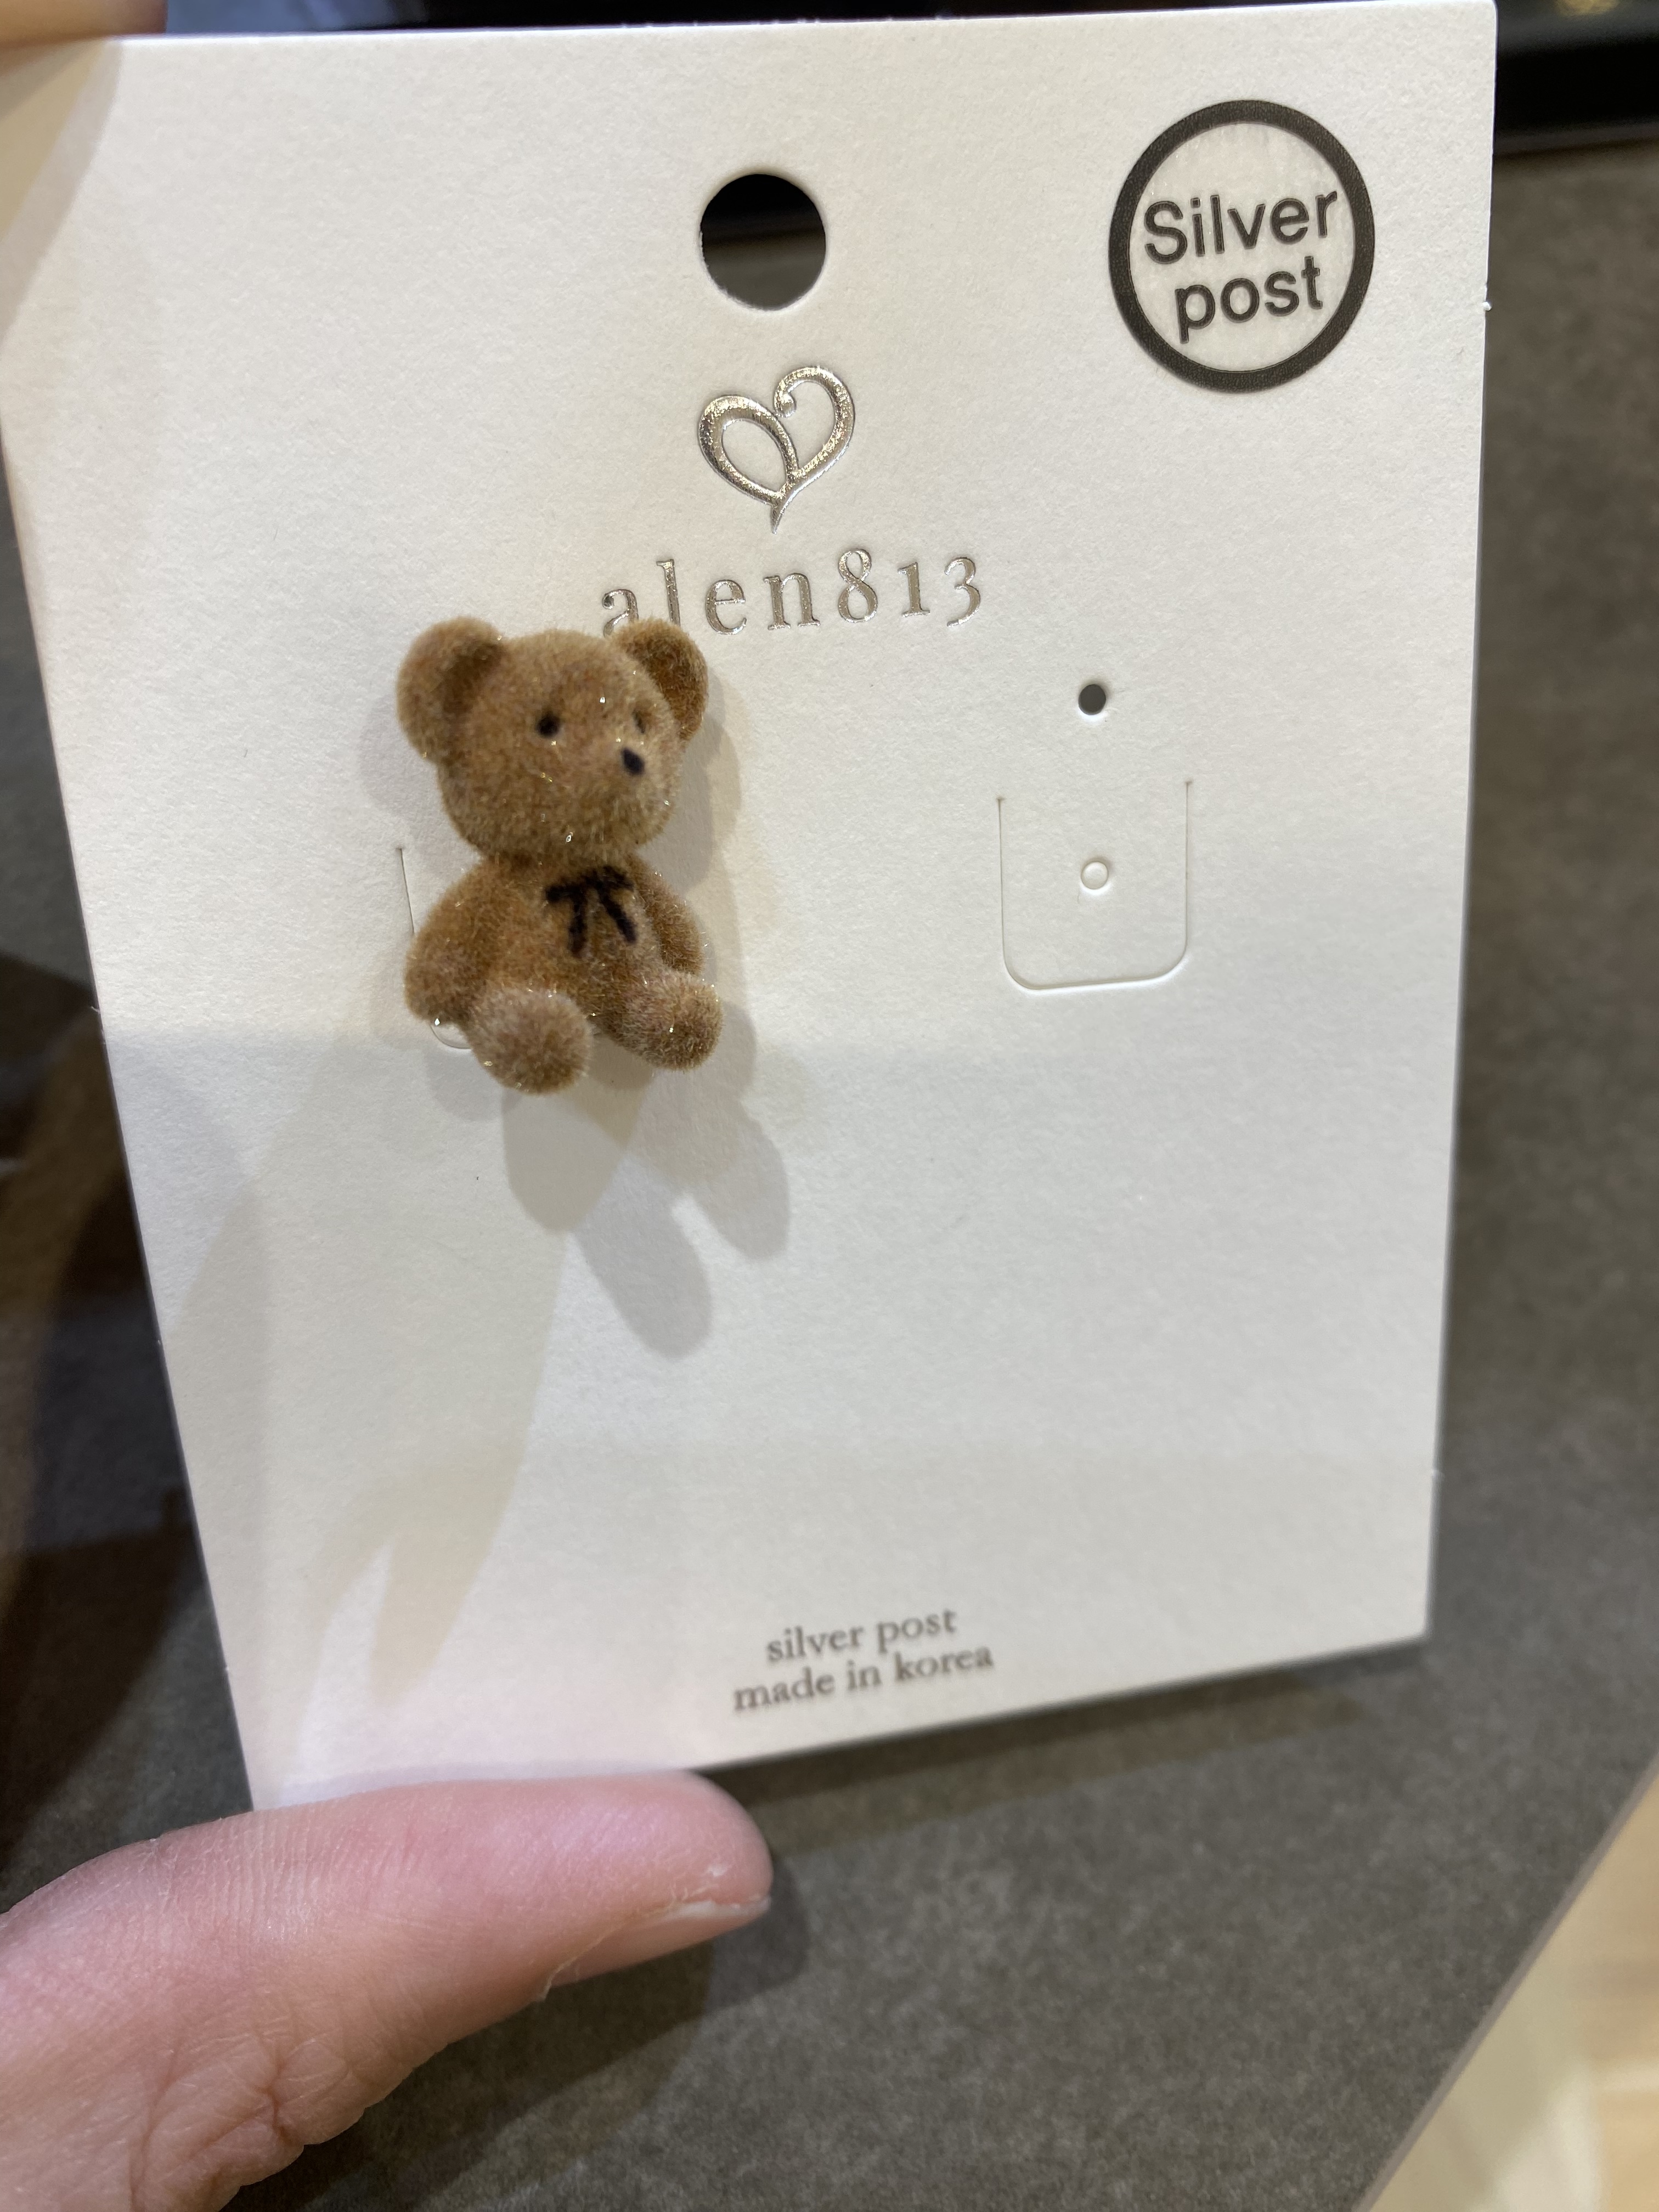 Silver
post
alen813
silver post
made in korea